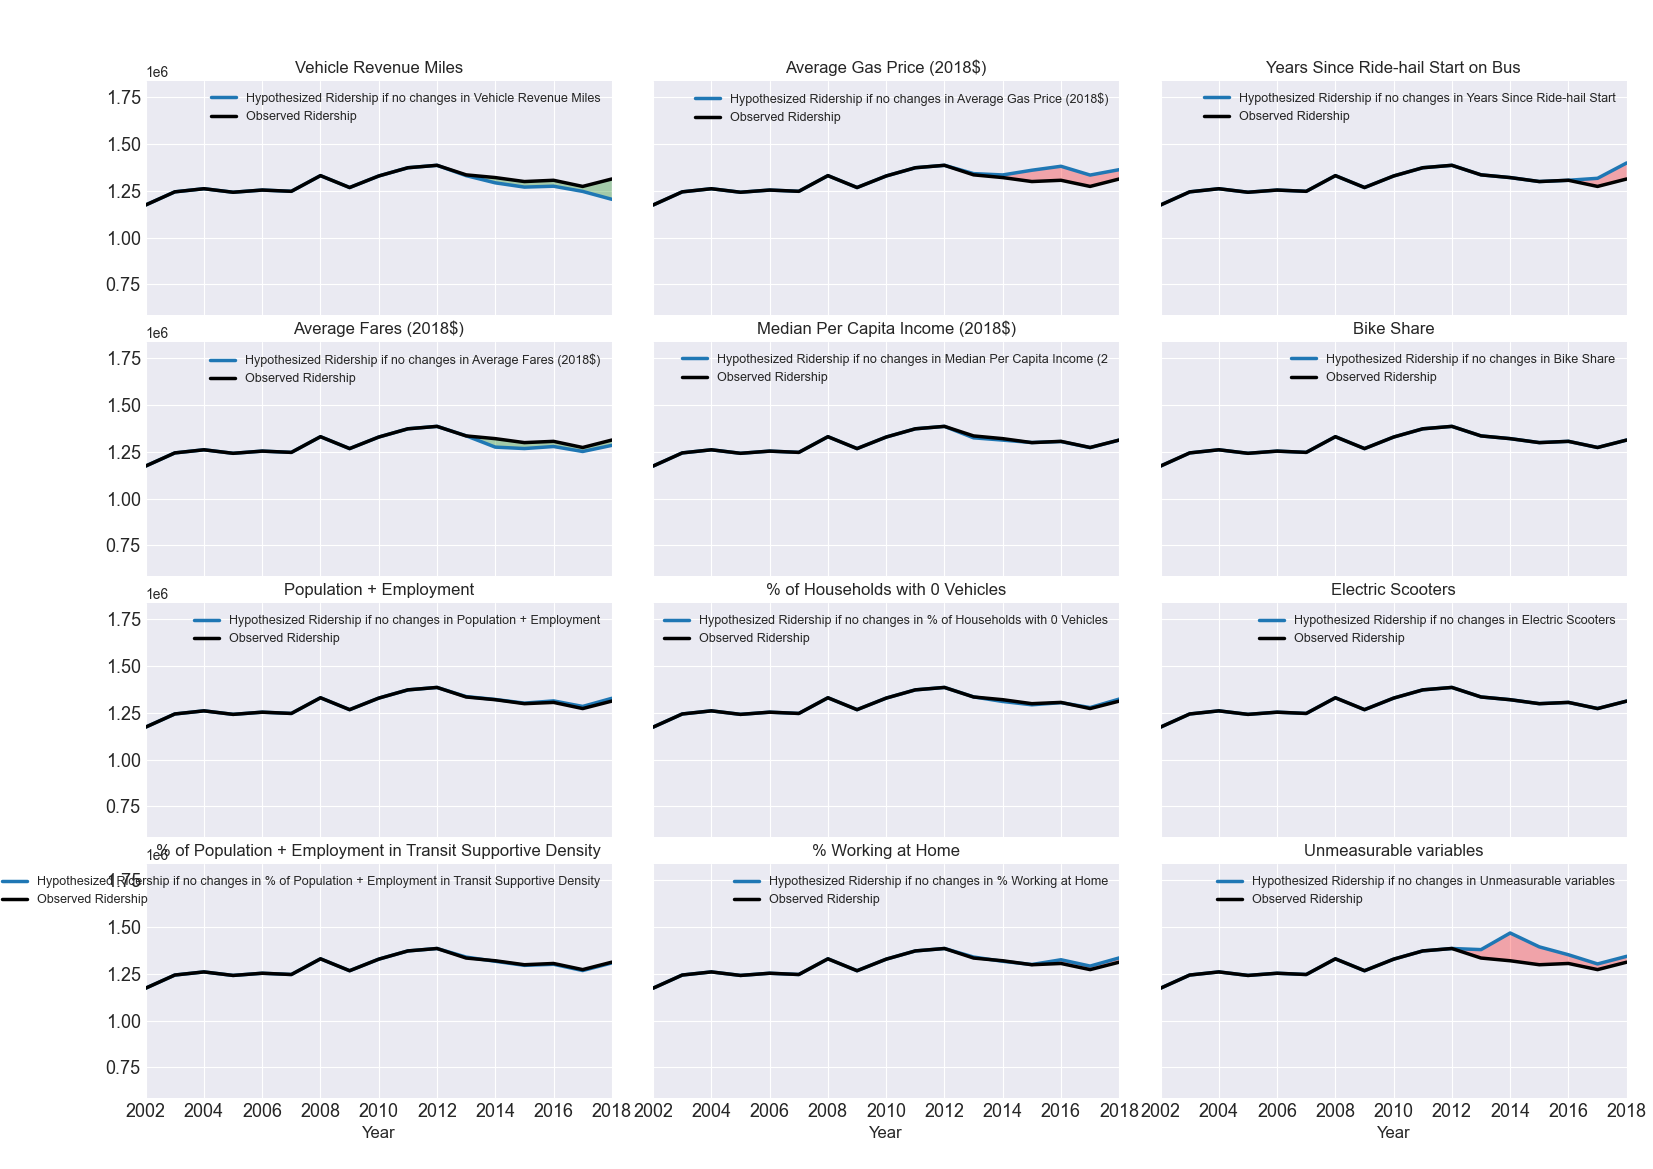 Vehicle Revenue Miles
1e6
Hypothesized Ridership if no changes in Vehicle Revenue Miles
Observed Ridership
1.75
1.50
1.25
1.00
0.75
Average Gas Price (2018$)
Hypothesized Ridership if no changes in Average Gas Price (2018$)
Observed Ridership
Years Since Ride-hail Start on Bus
Hypothesized Ridership if no changes in Years Since Ride-hail Start
Observed Ridership
Average Fares (2018$)
1e6
Hypothesized Ridership if no changes in Average Fares (2018$)
Observed Ridership
1.75
1.50
1.25
1.00
0.75
Median Per Capita Income (2018$)
Hypothesized Ridership if no changes in Median Per Capita Income (2
Observed Ridership
Bike Share
Hypothesized Ridership if no changes in Bike Share
Observed Ridership
Population + Employment
1e6
Hypothesized Ridership if no changes in Population + Employment
Observed Ridership
1.75
1.50
1.25
1.00
0.75
% of Households with 0 Vehicles
Hypothesized Ridership if no changes in % of Households with 0 Vehicles
Observed Ridership
Electric Scooters
Hypothesized Ridership if no changes in Electric Scooters
Observed Ridership
% of Population + Employment in Transit Supportive Density
1e6
Hypothesized Ridership if no changes in % of Population + Employment in Transit Supportive Density
Observed Ridership
1.75
1.50
1.25
1.00
0.75
2002 2004 2006 2008 2010 2012 2014 2016 2018
Year
% Working at Home
Hypothesized Ridership if no changes in % Working at Home
Observed Ridership
2002 2004 2006 2008 2010 2012 2014 2016 2018
Year
Unmeasurable variables
Hypothesized Ridership if no changes in Unmeasurable variables
Observed Ridership
2002 2004 2006 2008 2010 2012 2014 2016 2018
Year